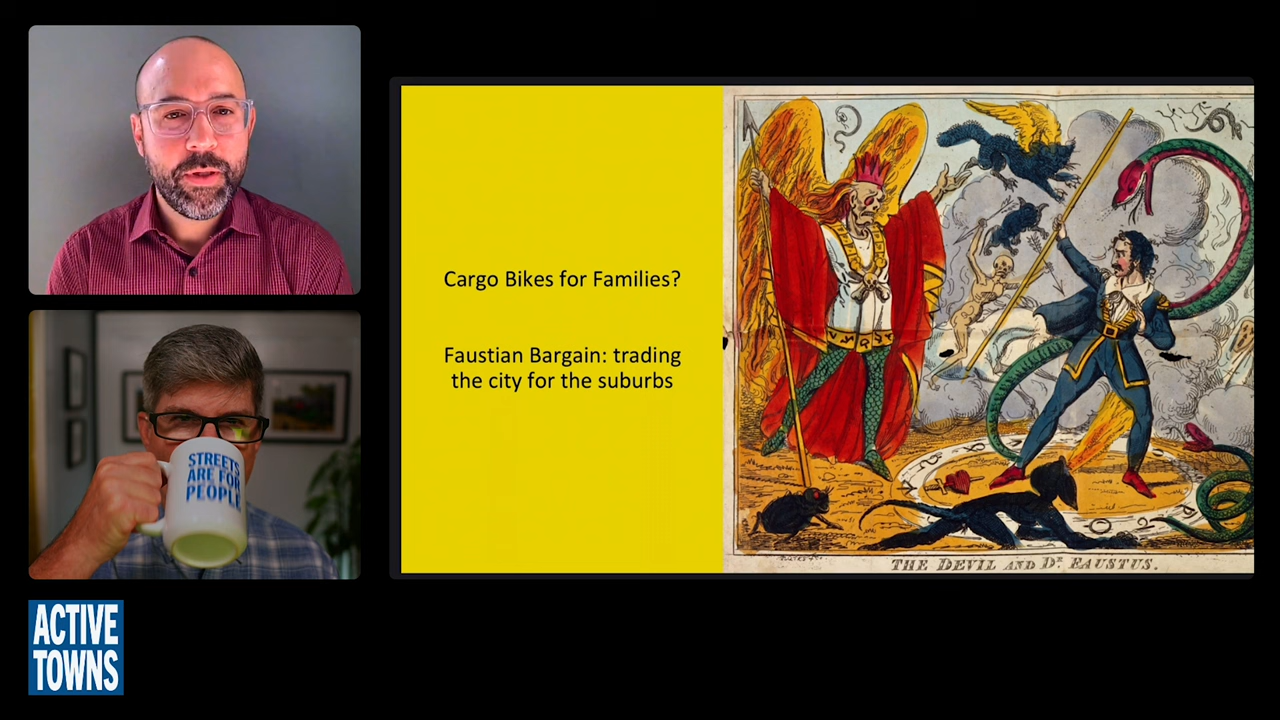 Cargo Bikes for Families?
Faustian Bargain: trading
the city for the suburbs
THE DEVIL AND DR. FAUSTUS.
STREETS
ARE FOR
PEOPLE
ACTIVE
TOWNS